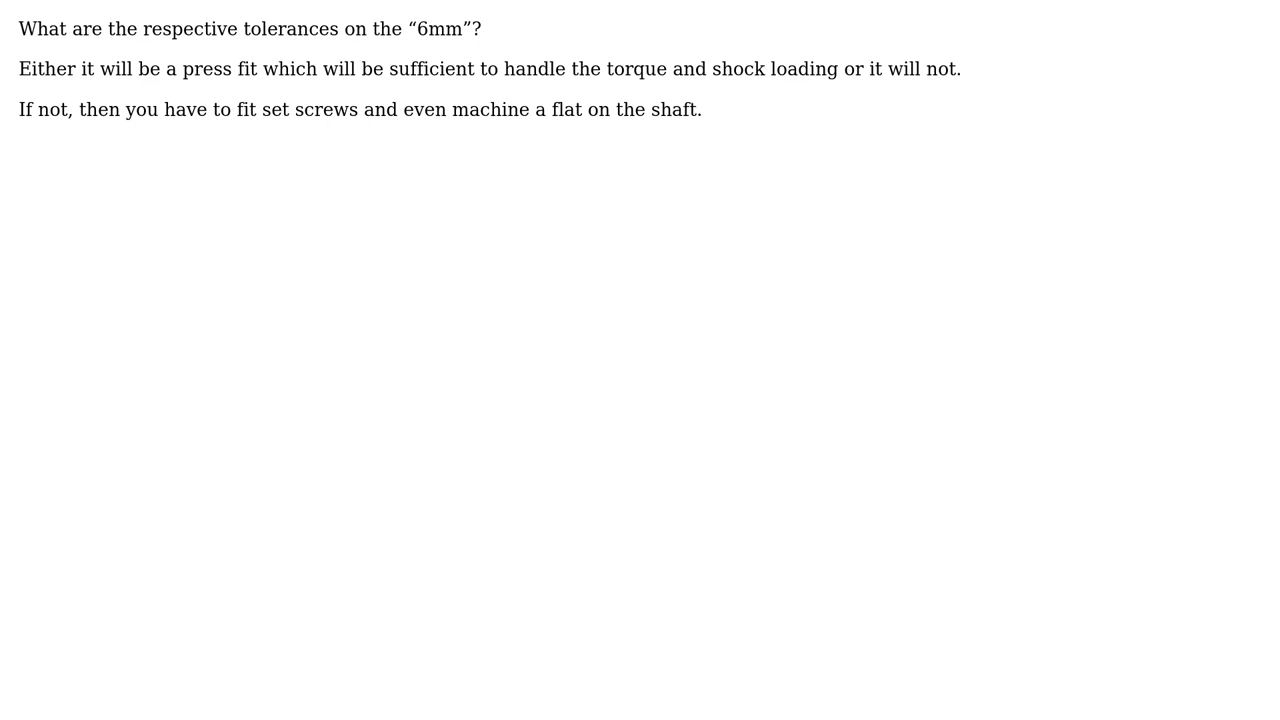 What are the respective tolerances on the “6mm”?
Either it will be a press fit which will be sufficient to handle the torque and shock loading or it will not.
If not, then you have to fit set screws and even machine a flat on the shaft.